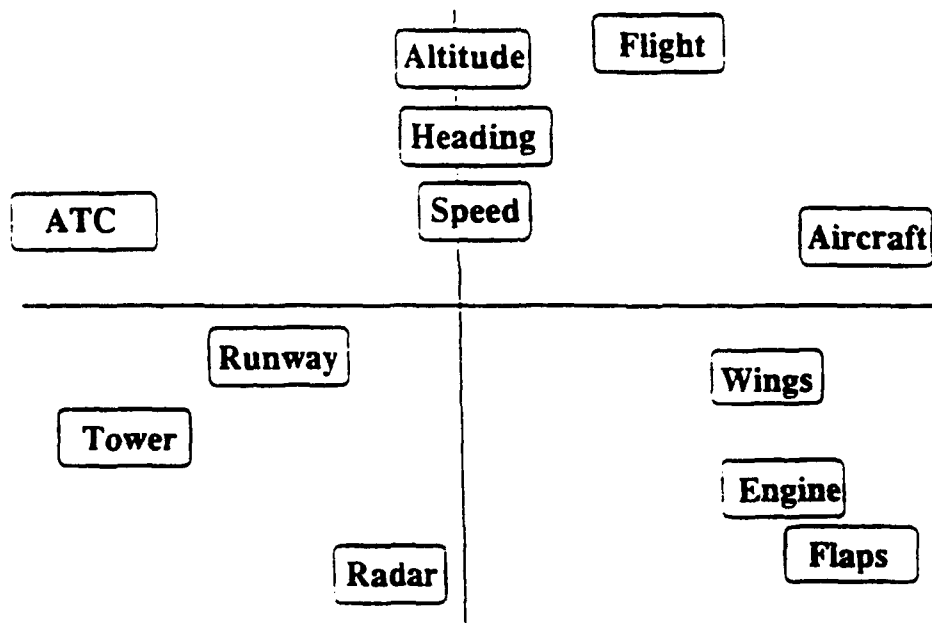 Altitude
Flight
Heading
ATC
Speed
Aircraft
Runway
Wings
Tower
Engine
Flaps
Radar